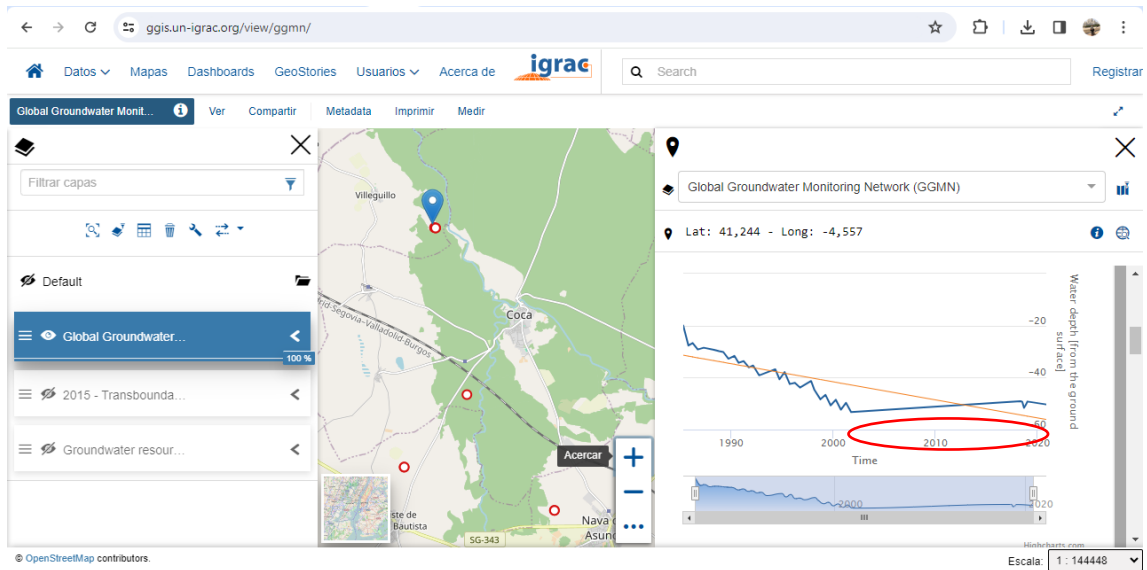 ggis.un-igrac.org/view/ggmn/
Datos Mapas Dashboards GeoStories Usuarios Acerca de igrac Search Registrar
Global Groundwater Monit... Ver Compartir Metadata Imprimir Medir
Filtrar capas
Default
Global Groundwater...
100 %
2015 - Transbounda...
Groundwater resour...
Villeguillo
Coca
Madrid-Segovia-Valladolid-Burgos
Acercar
ste de
Bautista
SG-343
Nava
Asun
Global Groundwater Monitoring Network (GGMN)
Lat: 41,244 - Long: -4,557
Water depth [from the ground
surface]
-20
-40
-60
1990 2000 2010 2020
Time
2000 2020
Highcharts.com
© OpenStreetMap contributors.
Escala: 1 : 144448